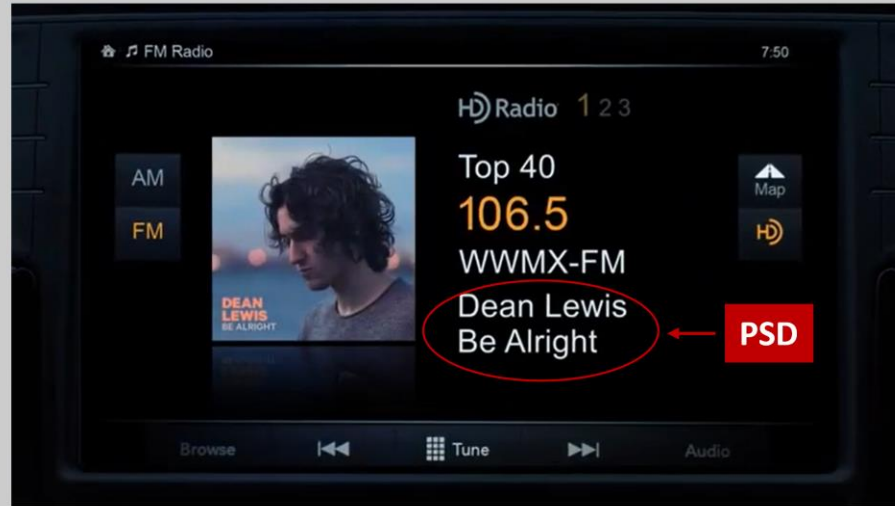 FM Radio
7:50
HD Radio 1 2 3
AM
FM
DEAN
LEWIS
BE ALRIGHT
Top 40
106.5
WWMX-FM
Dean Lewis
Be Alright
Map
HD
PSD
Browse
Tune
Audio